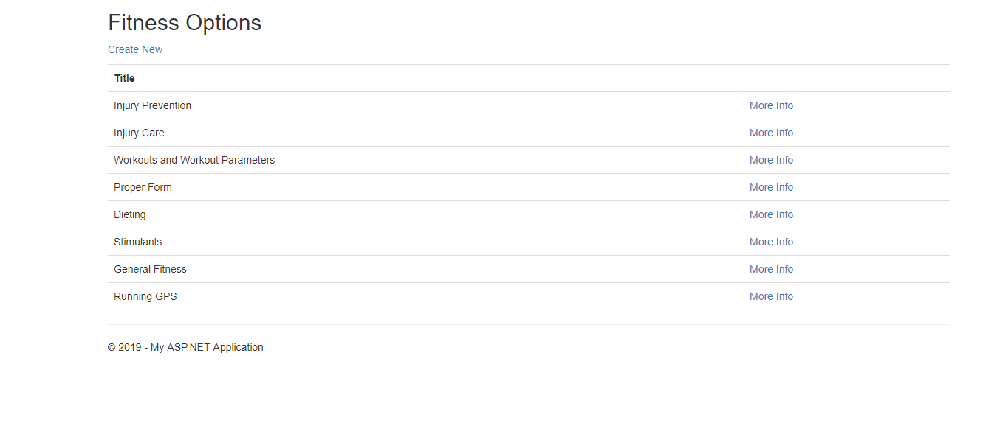 Fitness Options
Create New
Title
Injury Prevention More Info
Injury Care More Info
Workouts and Workout Parameters More Info
Proper Form More Info
Dieting More Info
Stimulants More Info
General Fitness More Info
Running GPS More Info
© 2019 - My ASP.NET Application